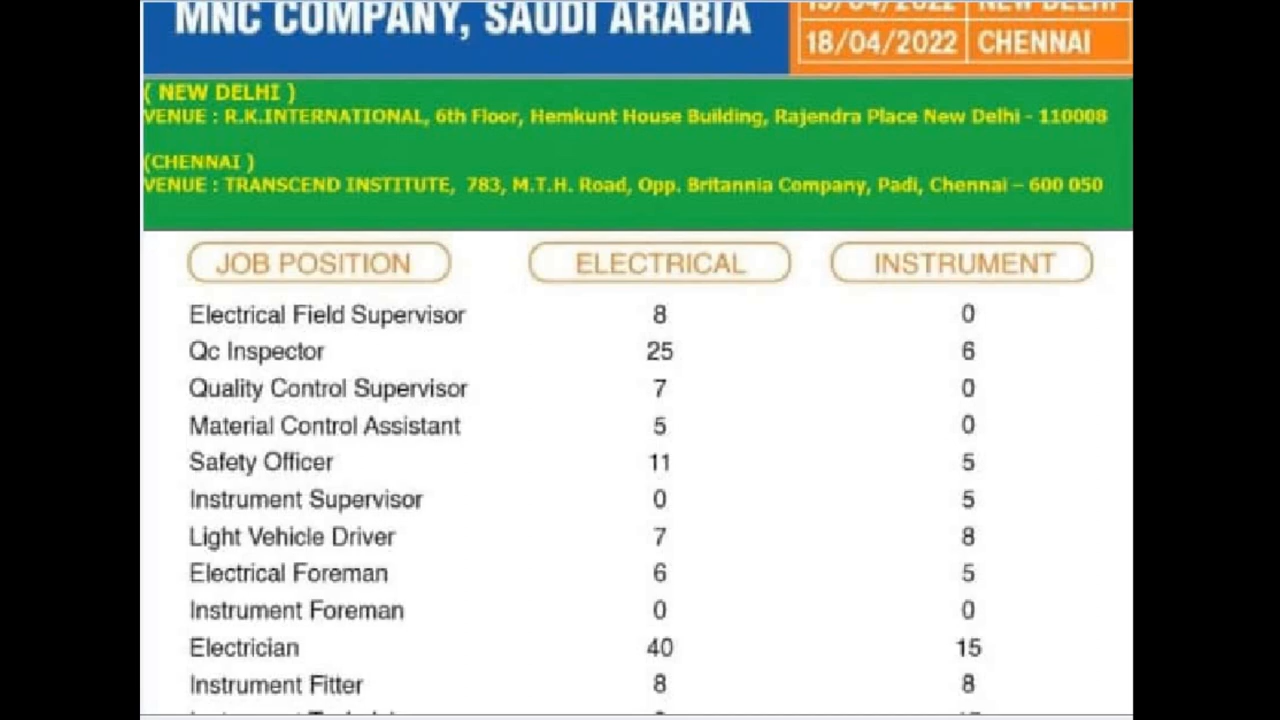 MNC COMPANY, SAUDI ARABIA
NEW DELHI
18/04/2022 CHENNAI
( NEW DELHI )
VENUE : R.K.INTERNATIONAL, 6th Floor, Hemkunt House Building, Rajendra Place New Delhi - 110008
(CHENNAI )
VENUE : TRANSCEND INSTITUTE, 783, M.T.H. Road, Opp. Britannia Company, Padi, Chennai – 600 050
JOB POSITION ELECTRICAL INSTRUMENT
Electrical Field Supervisor 8 0
Qc Inspector 25 6
Quality Control Supervisor 7 0
Material Control Assistant 5 0
Safety Officer 11 5
Instrument Supervisor 0 5
Light Vehicle Driver 7 8
Electrical Foreman 6 5
Instrument Foreman 0 0
Electrician 40 15
Instrument Fitter 8 8